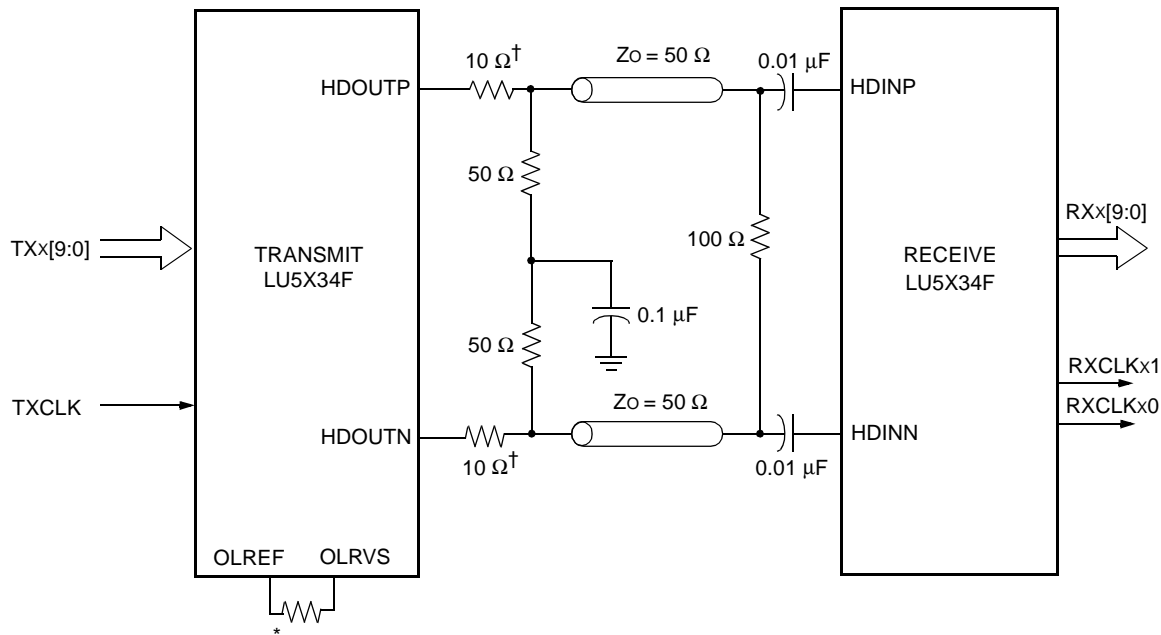 10 Ω†
Zo = 50 Ω
0.01 μF
HDOUTP
HDINP
50 Ω
TXx[9:0]
TRANSMIT
LU5X34F
100 Ω
RECEIVE
LU5X34F
RXx[9:0]
0.1 μF
50 Ω
TXCLK
Zo = 50 Ω
RXCLKx1
RXCLKx0
HDOUTN
10 Ω†
0.01 μF
HDINN
OLREF
OLRVS
*